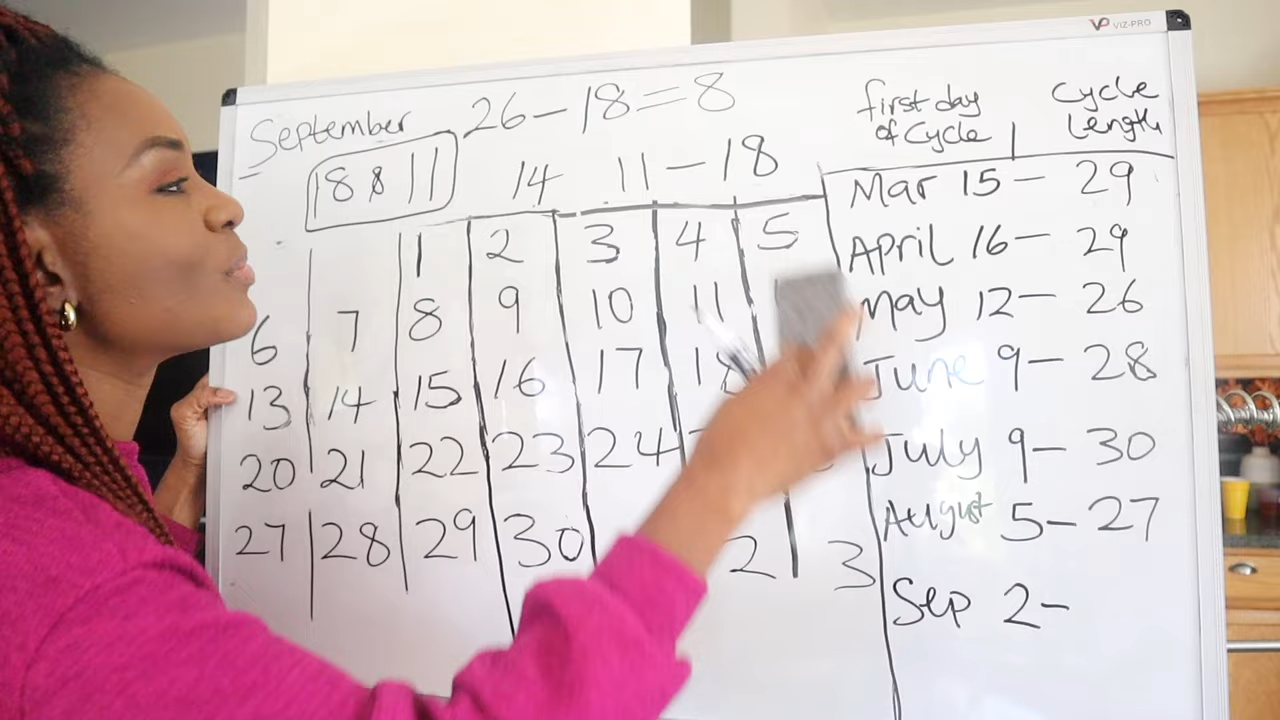 VP VIZ-PRO
September 26-18=8
18 & 11 14 11-18
first day of cycle | cycle length
Mar 15 - 29
April 16 - 29
May 12 - 26
June 9 - 28
July 9 - 30
August 5 - 27
Sep 2 -
1 2 3 4 5
6 7 8 9 10 11
13 14 15 16 17 18
20 21 22 23 24
27 28 29 30 2 3